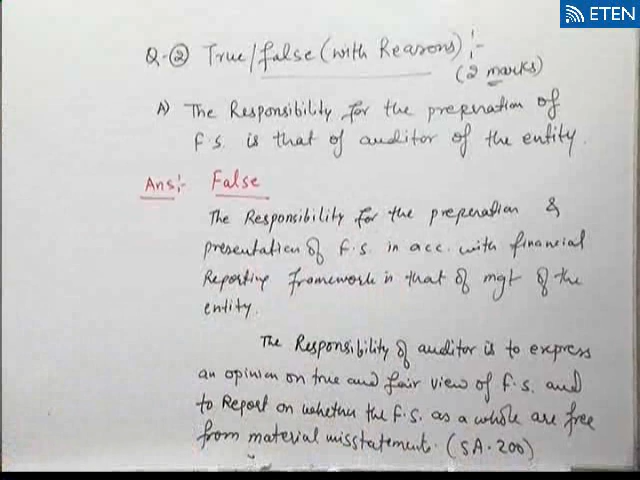 ETEN
Q-② True/false (with Reasons):-
(2 marks)
A) The Responsibility for the preperation of
F.S. is that of auditor of the entity.
Ans:- False
The Responsibility for the preperation &
presentation of F.S. in acc. with financial
Reporting framework is that of mgt of the
entity.
The Responsibility of auditor is to express
an opinion on true and fair view of F.S. and
to Report on whether the F.S. as a whole are free
from material misstatements. (SA-200)